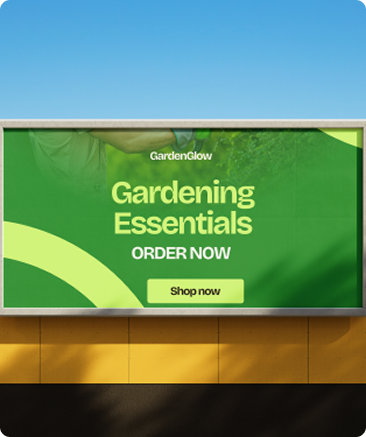 GardenGlow
Gardening
Essentials
ORDER NOW
Shop now